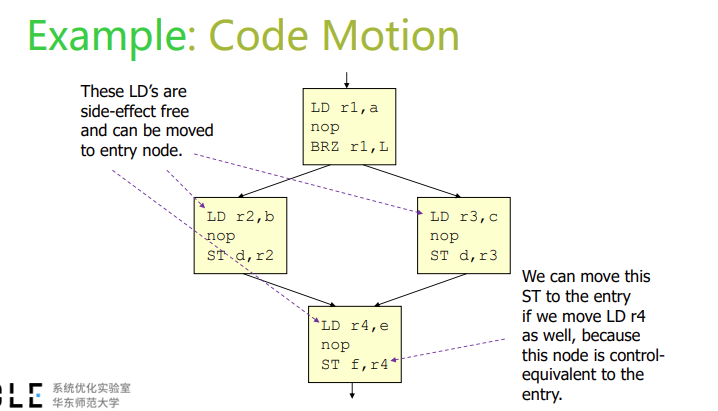 Example: Code Motion
These LD's are
side-effect free
and can be moved
to entry node.
LD r1,a
nop
BRZ r1,L
LD r2,b
nop
ST d,r2
LD r3,c
nop
ST d,r3
LD r4,e
nop
ST f,r4
We can move this
ST to the entry
if we move LD r4
as well, because
this node is control-
equivalent to the
entry.
系统优化实验室
华东师范大学